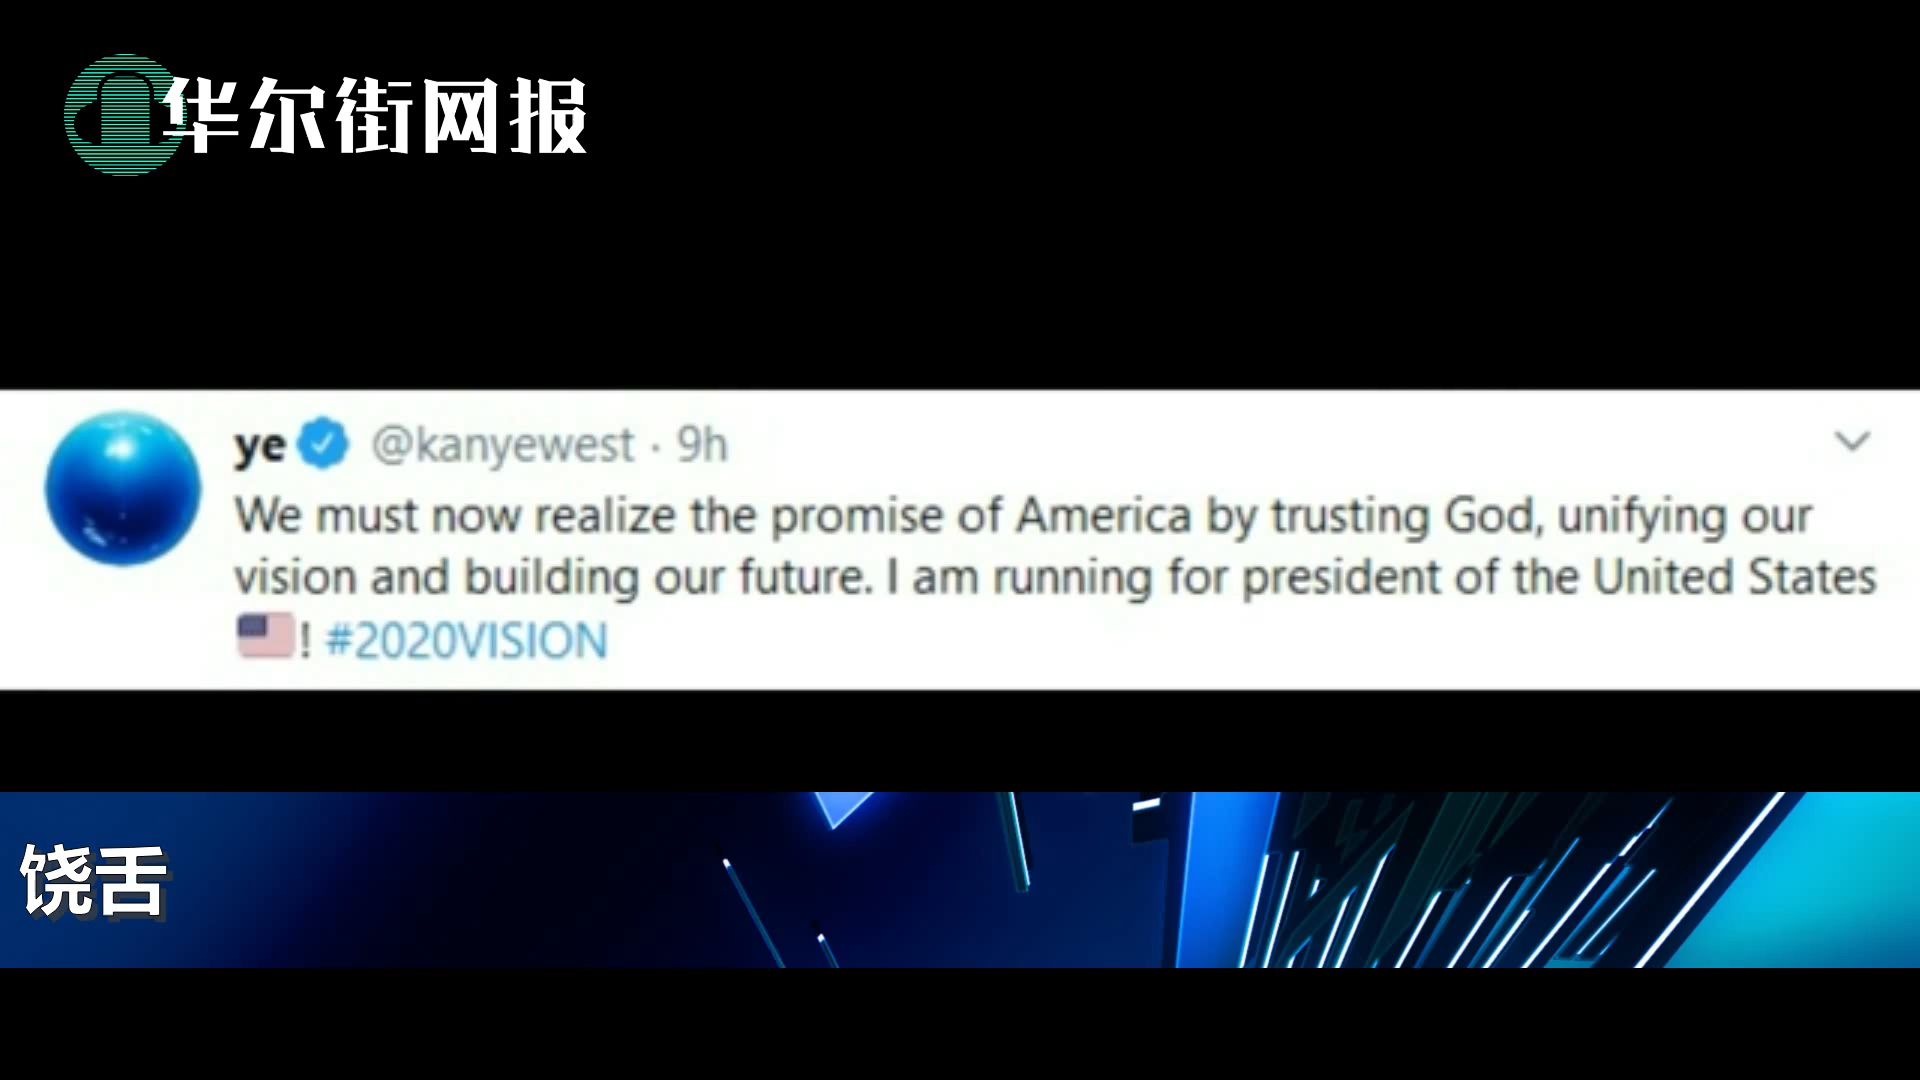 华尔街网报
ye @kanyewest · 9h
We must now realize the promise of America by trusting God, unifying our
vision and building our future. I am running for president of the United States
🇺🇸! #2020VISION
饶舌